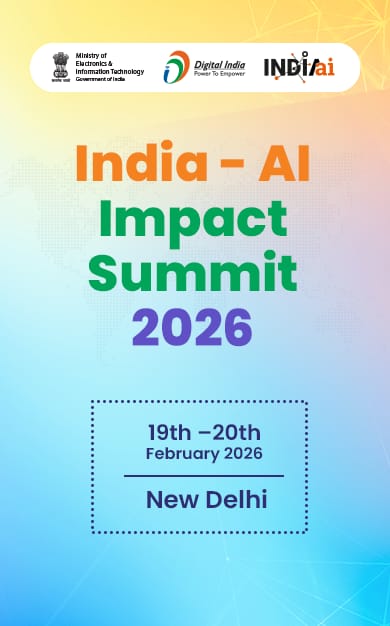 Ministry of
Electronics &
Information Technology
Government of India
Digital India
Power To Empower
INDIAai
India - AI
Impact
Summit
2026
19th –20th
February 2026
New Delhi